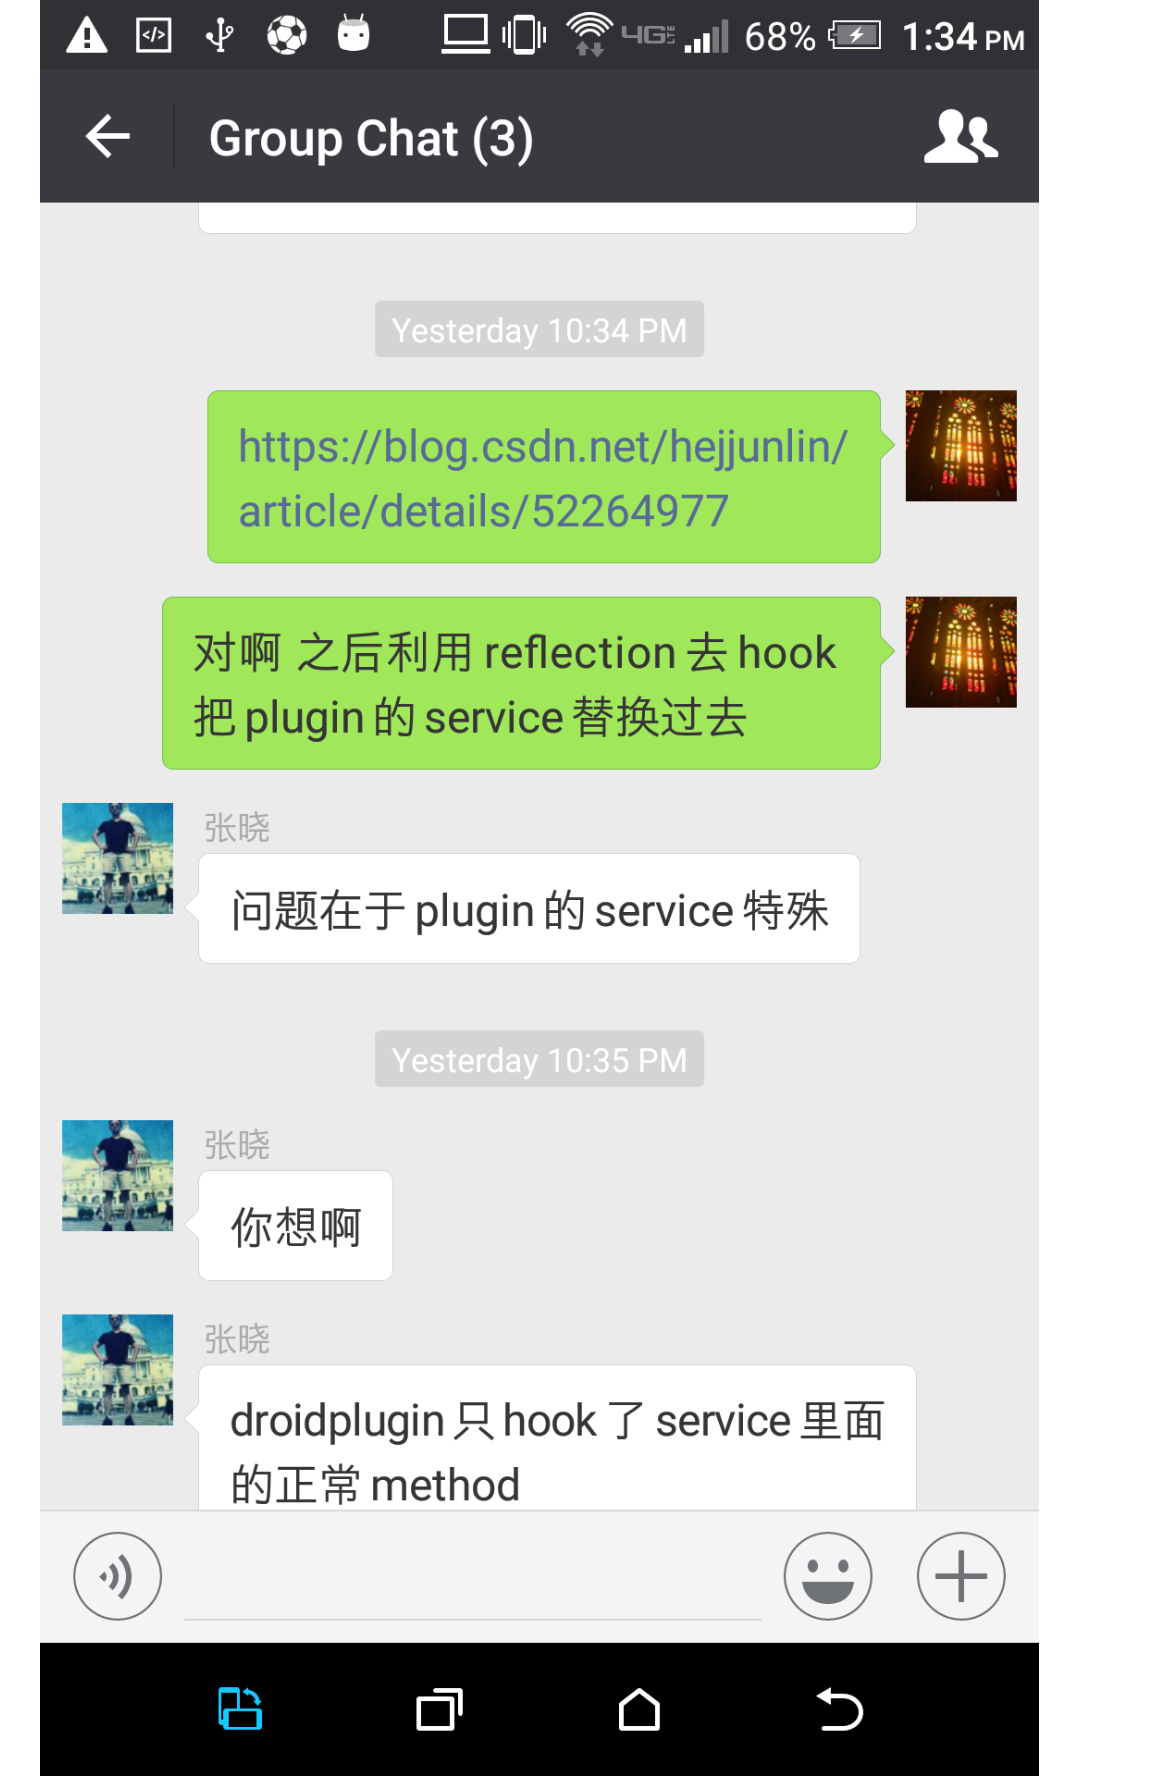 68% 1:34 PM
Group Chat (3)
Yesterday 10:34 PM
https://blog.csdn.net/hejjunlin/
article/details/52264977
对啊 之后利用 reflection 去 hook
把 plugin 的 service 替换过去
张晓
问题在于 plugin 的 service 特殊
Yesterday 10:35 PM
张晓
你想啊
张晓
droidplugin 只 hook 了 service 里面
的正常 method